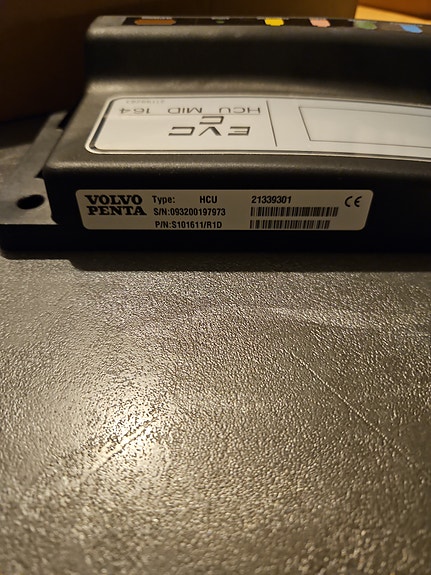 EVC
C
HCU MID 164
VOLVO
PENTA
Type: HCU 21339301
S/N:093200197973
P/N:S101611/R1D
CE